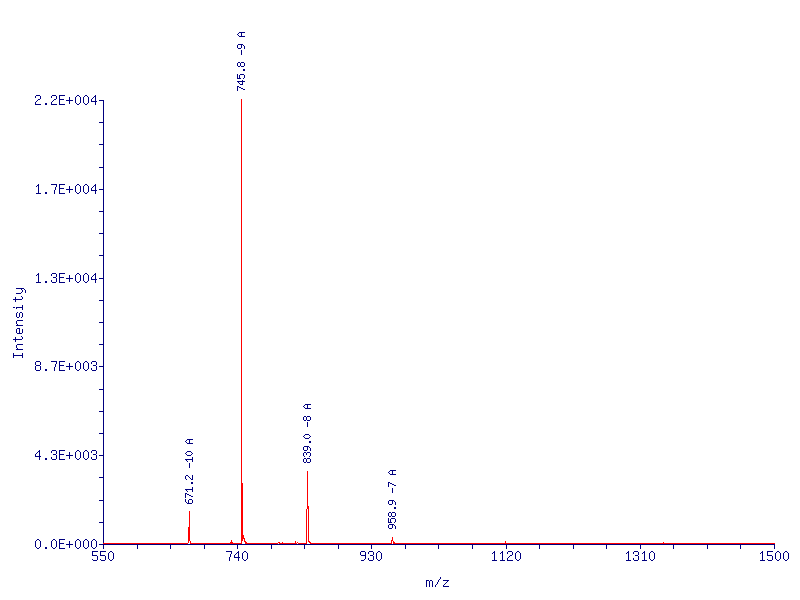 745.8 -9 A
2.2E+004
1.7E+004
1.3E+004
Intensity
8.7E+003
839.0 -8 A
671.2 -10 A
4.3E+003
958.9 -7 A
0.0E+000
550 740 930 1120 1310 1500
m/z